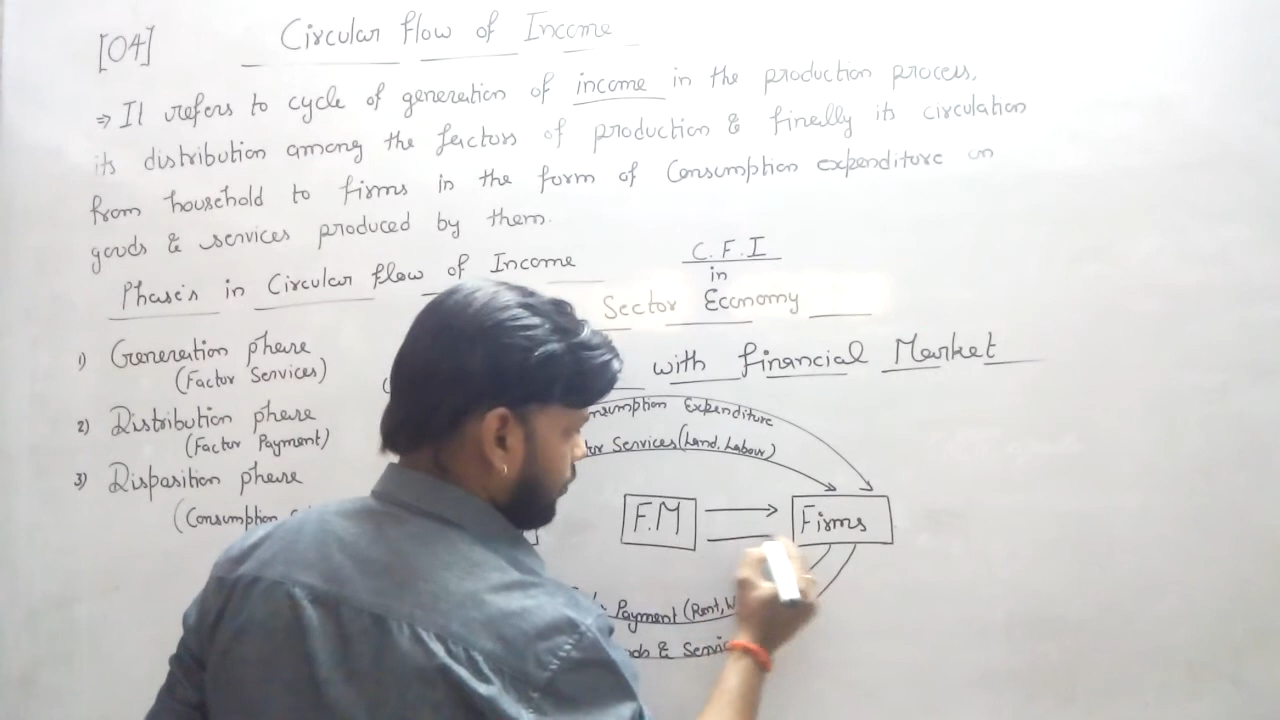 [04]
Circular flow of Income
⇒ It refers to cycle of generation of income in the production process,
its distribution among the factors of production & finally its circulation
from household to firms in the form of Consumption expenditure on
goods & services produced by them.
Phase's in Circular flow of Income
1) Generation phase
(Factor Services)
2) Distribution phase
(Factor Payment)
3) Disposition phase
(Consumption
C.F.I
in
Sector Economy
with financial Market
Expenditure
Services (Land, Labour)
F.M
Firms
Payment (Rent,
&